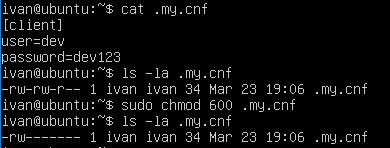 ivan@ubuntu:~$ cat .my.cnf
[client]
user=dev
password=dev123
ivan@ubuntu:~$ ls -la .my.cnf
-rw-rw-r-- 1 ivan ivan 34 Mar 23 19:06 .my.cnf
ivan@ubuntu:~$ sudo chmod 600 .my.cnf
ivan@ubuntu:~$ ls -la .my.cnf
-rw------- 1 ivan ivan 34 Mar 23 19:06 .my.cnf